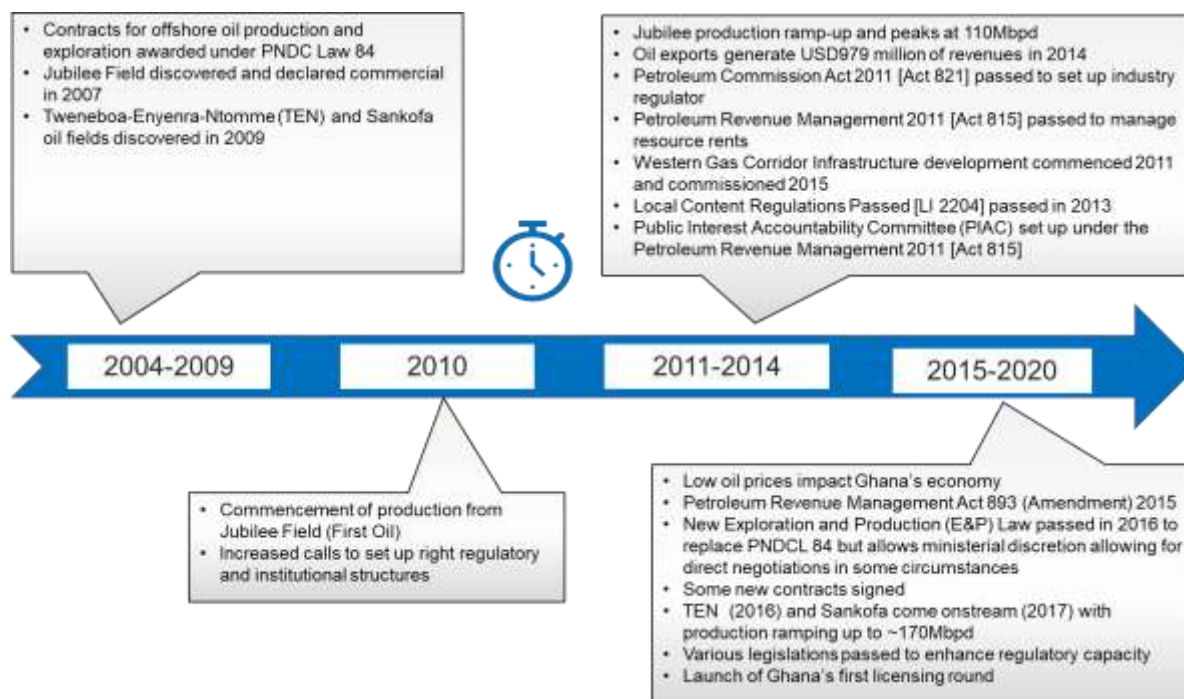 • Contracts for offshore oil production and
exploration awarded under PNDC Law 84
• Jubilee Field discovered and declared commercial
in 2007
• Tweneboa-Enyenra-Ntomme (TEN) and Sankofa
oil fields discovered in 2009
• Jubilee production ramp-up and peaks at 110Mbpd
• Oil exports generate USD979 million of revenues in 2014
• Petroleum Commission Act 2011 [Act 821] passed to set up industry
regulator
• Petroleum Revenue Management 2011 [Act 815] passed to manage
resource rents
• Western Gas Corridor Infrastructure development commenced 2011
and commissioned 2015
• Local Content Regulations Passed [LI 2204] passed in 2013
• Public Interest Accountability Committee (PIAC) set up under the
Petroleum Revenue Management 2011 [Act 815]
2004-2009
2010
2011-2014
2015-2020
• Commencement of production from
Jubilee Field (First Oil)
• Increased calls to set up right regulatory
and institutional structures
• Low oil prices impact Ghana's economy
• Petroleum Revenue Management Act 893 (Amendment) 2015
• New Exploration and Production (E&P) Law passed in 2016 to
replace PNDCL 84 but allows ministerial discretion allowing for
direct negotiations in some circumstances
• Some new contracts signed
• TEN (2016) and Sankofa come onstream (2017) with
production ramping up to ~170Mbpd
• Various legislations passed to enhance regulatory capacity
• Launch of Ghana's first licensing round